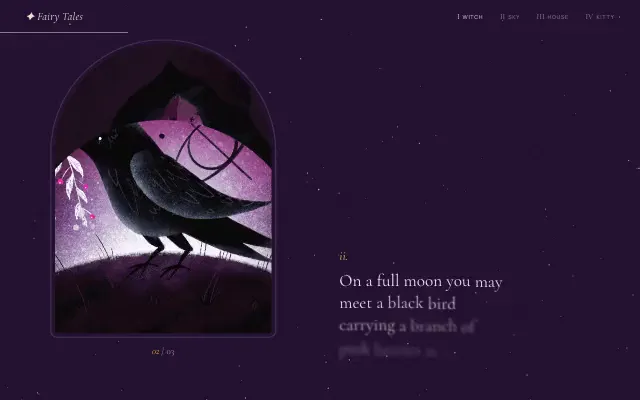 ✦ Fairy Tales
I WITCH
II SKY
III HOUSE
IV KITTY
02 / 03
ii.
On a full moon you may
meet a black bird
carrying a branch of